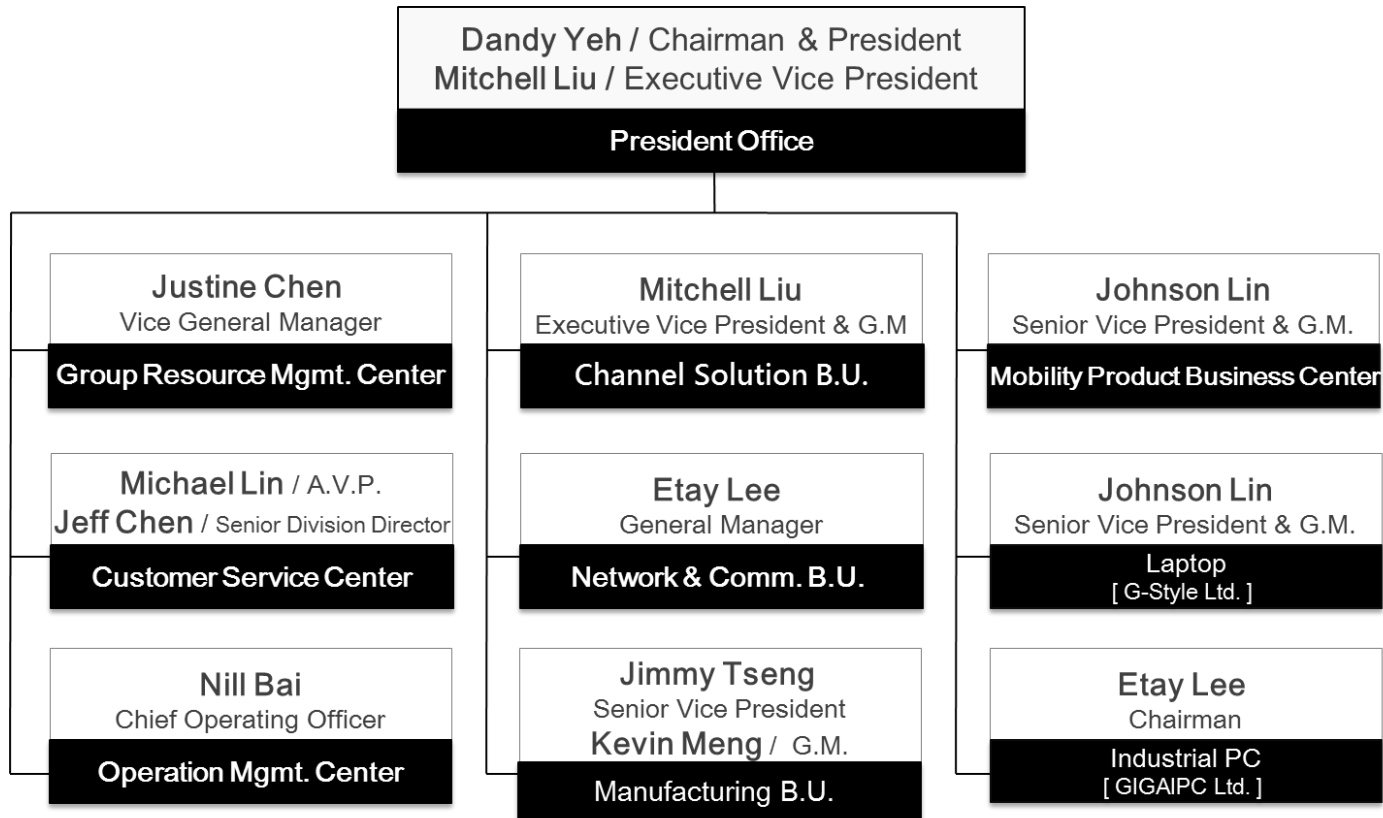 Dandy Yeh / Chairman & President
Mitchell Liu / Executive Vice President
President Office
Justine Chen
Vice General Manager
Group Resource Mgmt. Center
Mitchell Liu
Executive Vice President & G.M
Channel Solution B.U.
Johnson Lin
Senior Vice President & G.M.
Mobility Product Business Center
Michael Lin / A.V.P.
Jeff Chen / Senior Division Director
Customer Service Center
Etay Lee
General Manager
Network & Comm. B.U.
Johnson Lin
Senior Vice President & G.M.
Laptop
[ G-Style Ltd. ]
Nill Bai
Chief Operating Officer
Operation Mgmt. Center
Jimmy Tseng
Senior Vice President
Kevin Meng / G.M.
Manufacturing B.U.
Etay Lee
Chairman
Industrial PC
[ GIGAIPC Ltd. ]